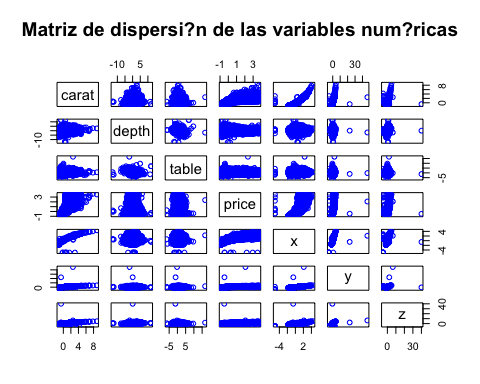 Matriz de dispersi?n de las variables num?ricas
-10 5
-1 1 3
0 30
carat
0 8
-10
depth
table
-5
-1 3
price
x
-4 4
0
y
z
0 40
0 4 8
-5 5
-4 2
0 30